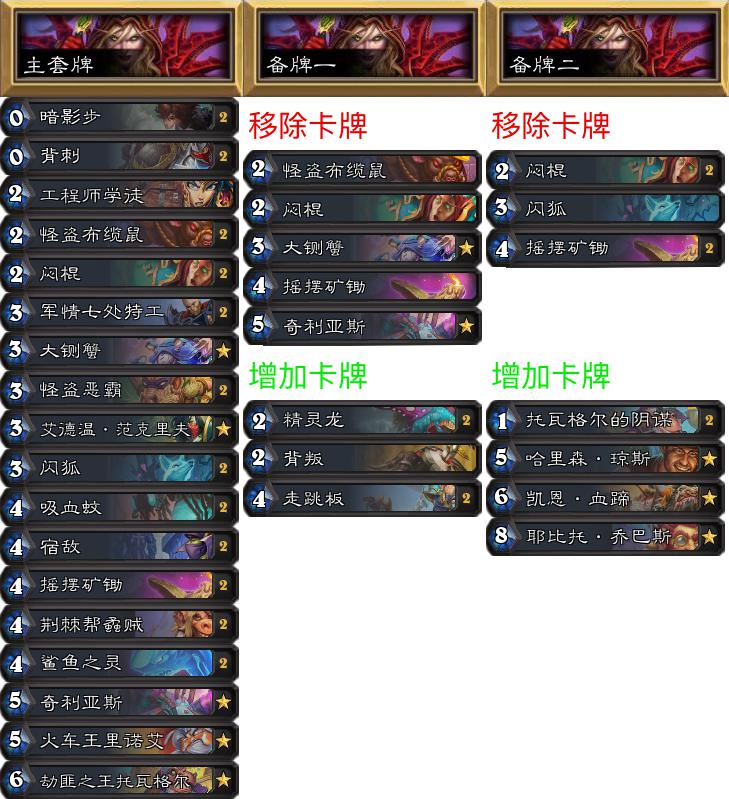 主套牌
0 暗影步 2
0 背刺 2
2 工程师学徒 2
2 怪盗布缆鼠 2
2 闷棍 2
3 军情七处特工 2
3 大铡蟹
3 怪盗恶霸 2
3 艾德温·范克里夫
3 闪狐 2
4 吸血蚊 2
4 宿敌 2
4 摇摆矿锄 2
4 荆棘帮蟊贼 2
4 鲨鱼之灵 2
5 奇利亚斯
5 火车王里诺艾
6 劫匪之王托瓦格尔
备牌一
移除卡牌
2 怪盗布缆鼠
2 闷棍
3 大铡蟹
4 摇摆矿锄
5 奇利亚斯
增加卡牌
2 精灵龙 2
2 背叛
4 走跳板 2
备牌二
移除卡牌
2 闷棍 2
3 闪狐
4 摇摆矿锄 2
增加卡牌
1 托瓦格尔的阴谋 2
5 哈里森·琼斯
6 凯恩·血蹄
8 耶比托·乔巴斯